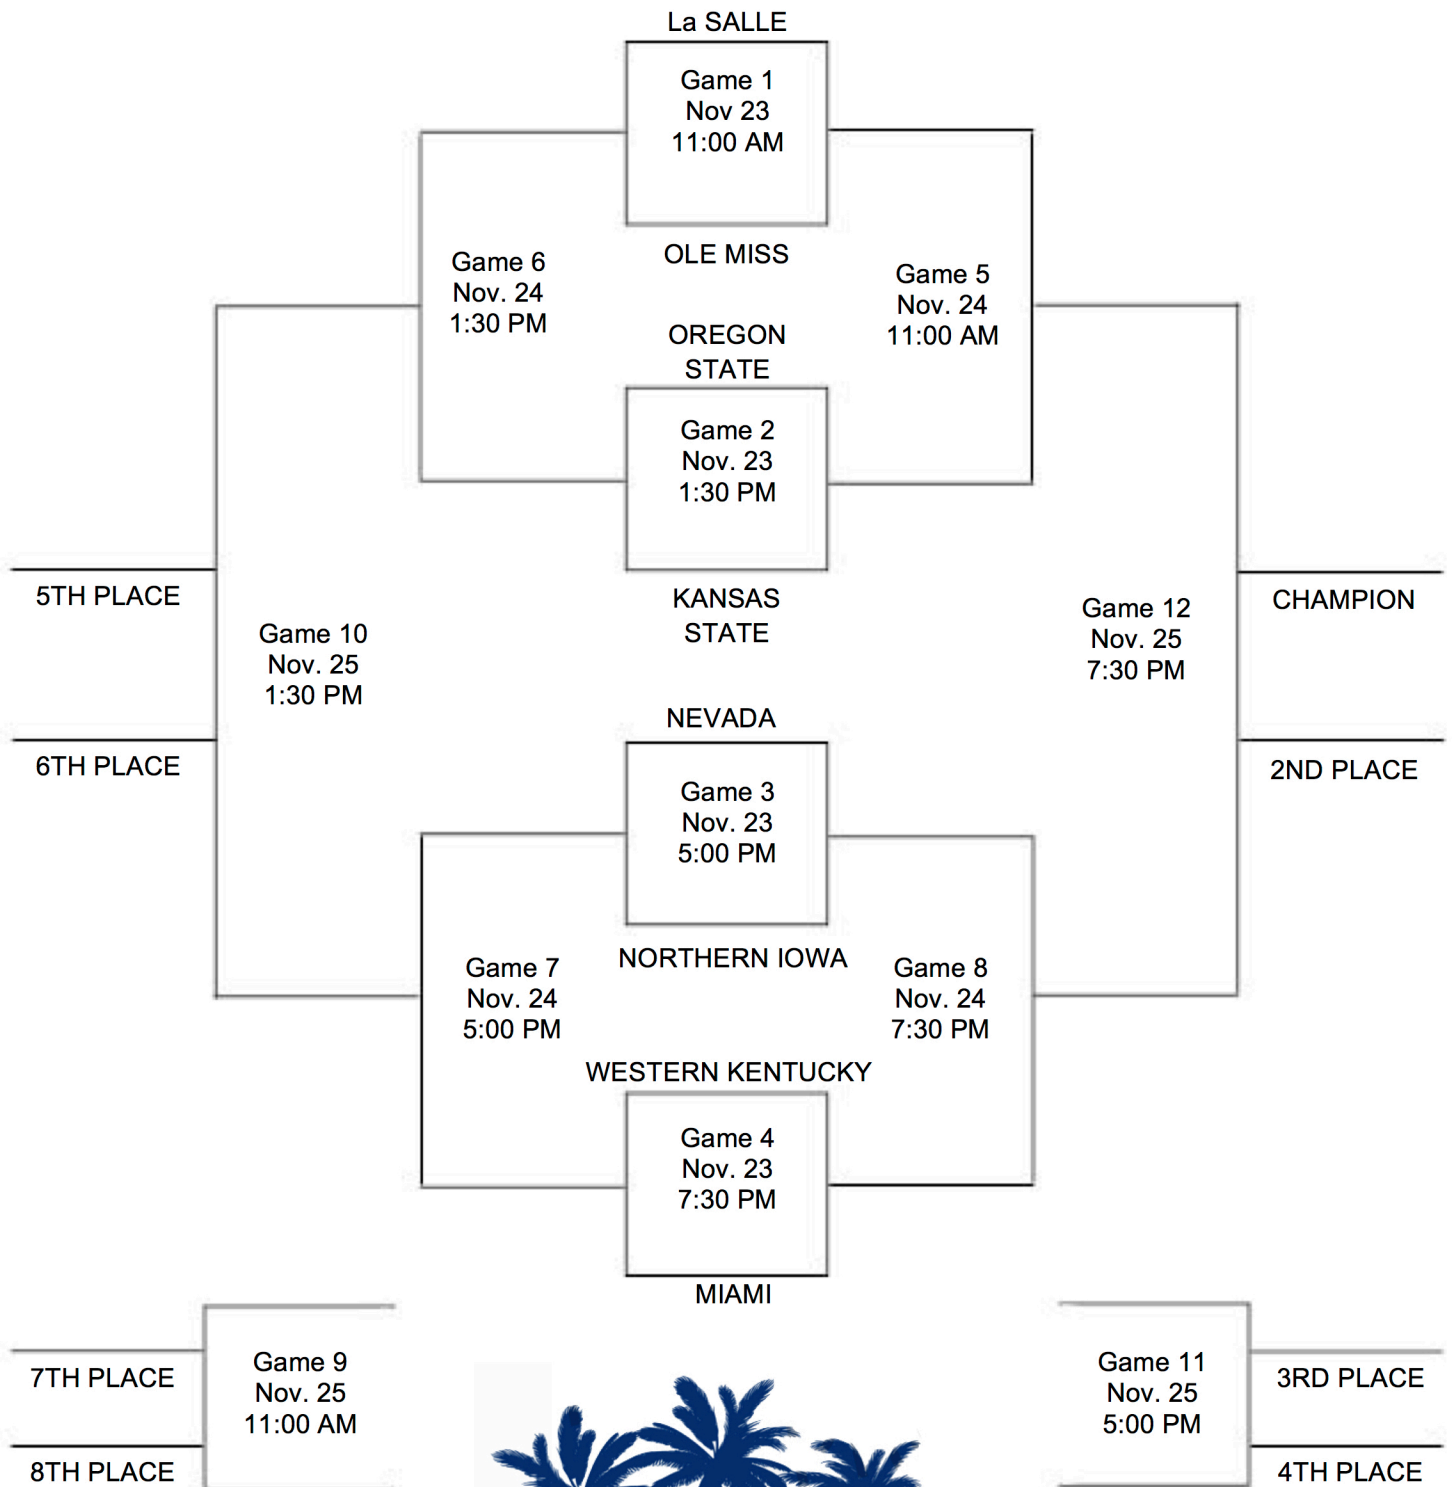 La SALLE
Game 1
Nov 23
11:00 AM
OLE MISS
Game 6
Nov. 24
1:30 PM
Game 5
Nov. 24
11:00 AM
OREGON
STATE
Game 2
Nov. 23
1:30 PM
KANSAS
STATE
5TH PLACE
6TH PLACE
Game 10
Nov. 25
1:30 PM
Game 12
Nov. 25
7:30 PM
CHAMPION
2ND PLACE
NEVADA
Game 3
Nov. 23
5:00 PM
NORTHERN IOWA
Game 7
Nov. 24
5:00 PM
Game 8
Nov. 24
7:30 PM
WESTERN KENTUCKY
Game 4
Nov. 23
7:30 PM
MIAMI
7TH PLACE
8TH PLACE
Game 9
Nov. 25
11:00 AM
Game 11
Nov. 25
5:00 PM
3RD PLACE
4TH PLACE